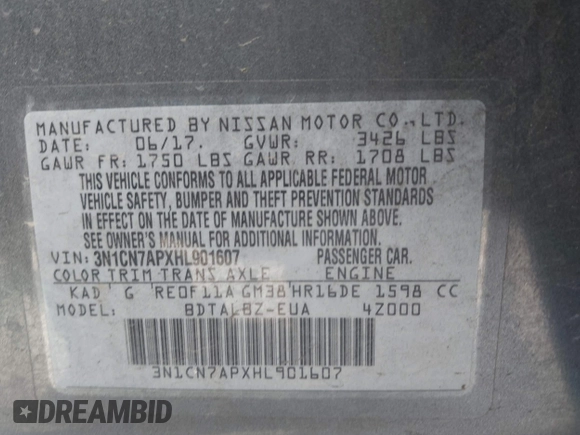 MANUFACTURED BY NISSAN MOTOR CO., LTD.
DATE: 06/17. GVWR: 3426 LBS
GAWR FR: 1750 LBS GAWR RR: 1708 LBS
THIS VEHICLE CONFORMS TO ALL APPLICABLE FEDERAL MOTOR
VEHICLE SAFETY, BUMPER AND THEFT PREVENTION STANDARDS
IN EFFECT ON THE DATE OF MANUFACTURE SHOWN ABOVE.
SEE OWNER'S MANUAL FOR ADDITIONAL INFORMATION.
VIN: 3N1CN7APXHL901607 PASSENGER CAR.
COLOR TRIM TRANS AXLE ENGINE
KAD G RE0F11A GM38 HR16DE 1598 CC
MODEL: BDTALBZ-EUA 4Z000
3N1CN7APXHL901607
DREAMBID